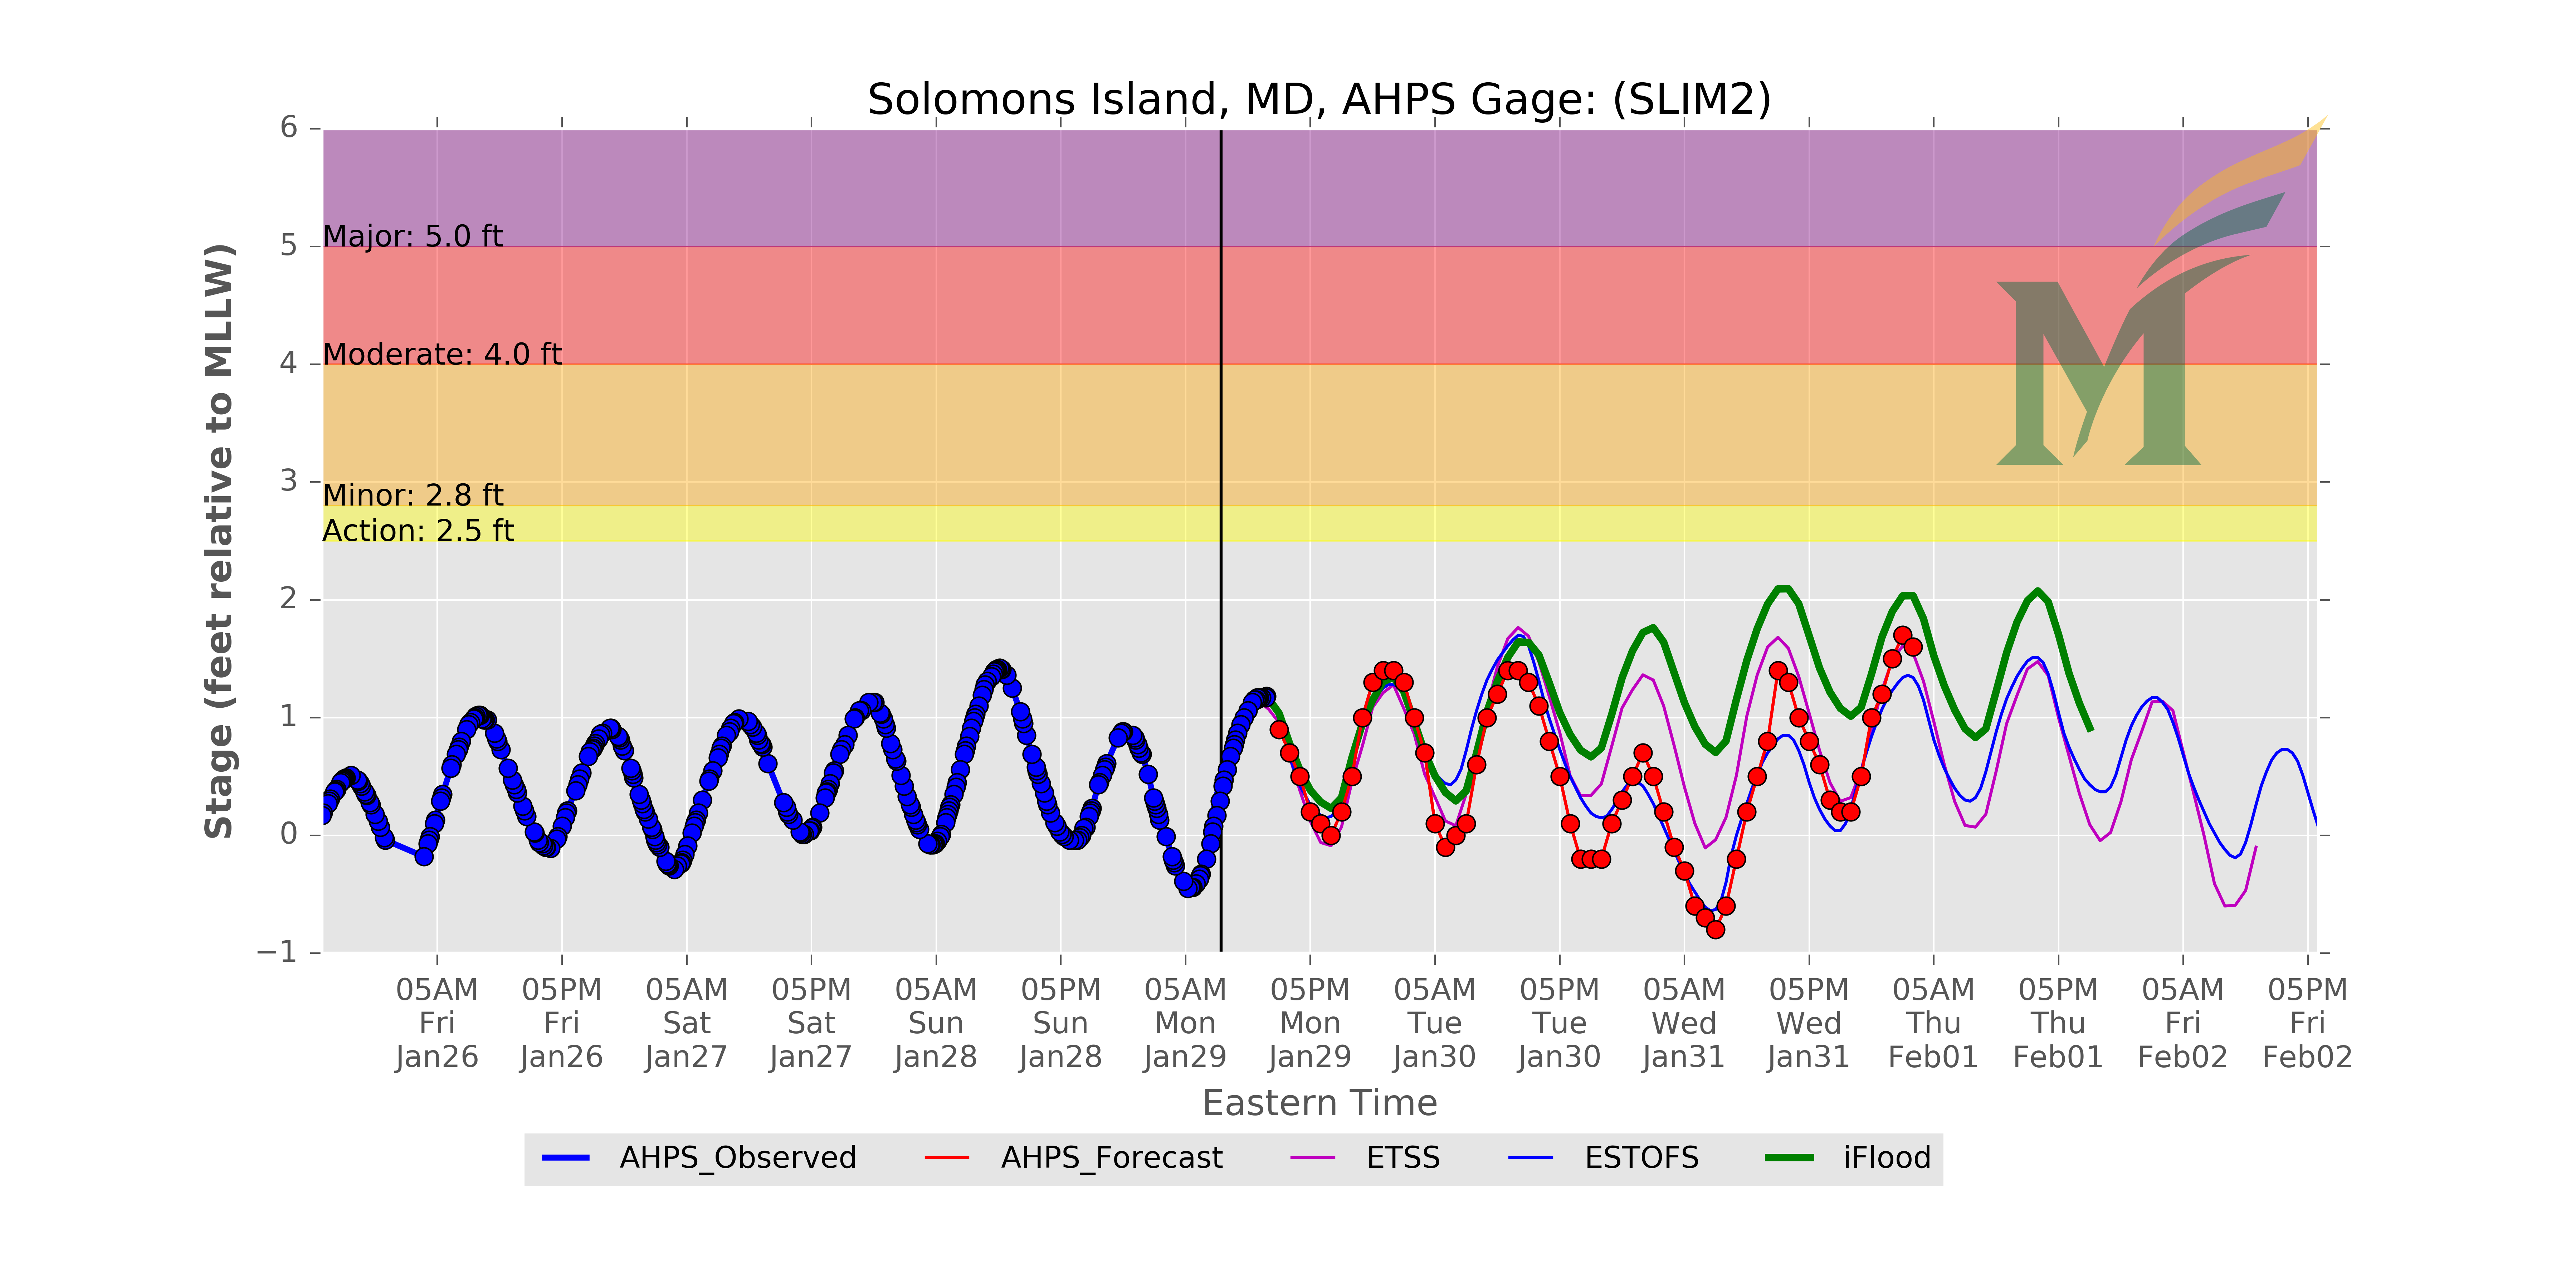 Solomons Island, MD, AHPS Gage: (SLIM2)
Stage (feet relative to MLLW)
6
5
4
3
2
1
0
−1
Major: 5.0 ft
Moderate: 4.0 ft
Minor: 2.8 ft
Action: 2.5 ft
M
05AM 05PM 05AM 05PM 05AM 05PM 05AM 05PM 05AM 05PM 05AM 05PM 05AM 05PM 05AM 05PM
Fri Fri Sat Sat Sun Sun Mon Mon Tue Tue Wed Wed Thu Thu Fri Fri
Jan26 Jan26 Jan27 Jan27 Jan28 Jan28 Jan29 Jan29 Jan30 Jan30 Jan31 Jan31 Feb01 Feb01 Feb02 Feb02
Eastern Time
AHPS_Observed AHPS_Forecast ETSS ESTOFS iFlood